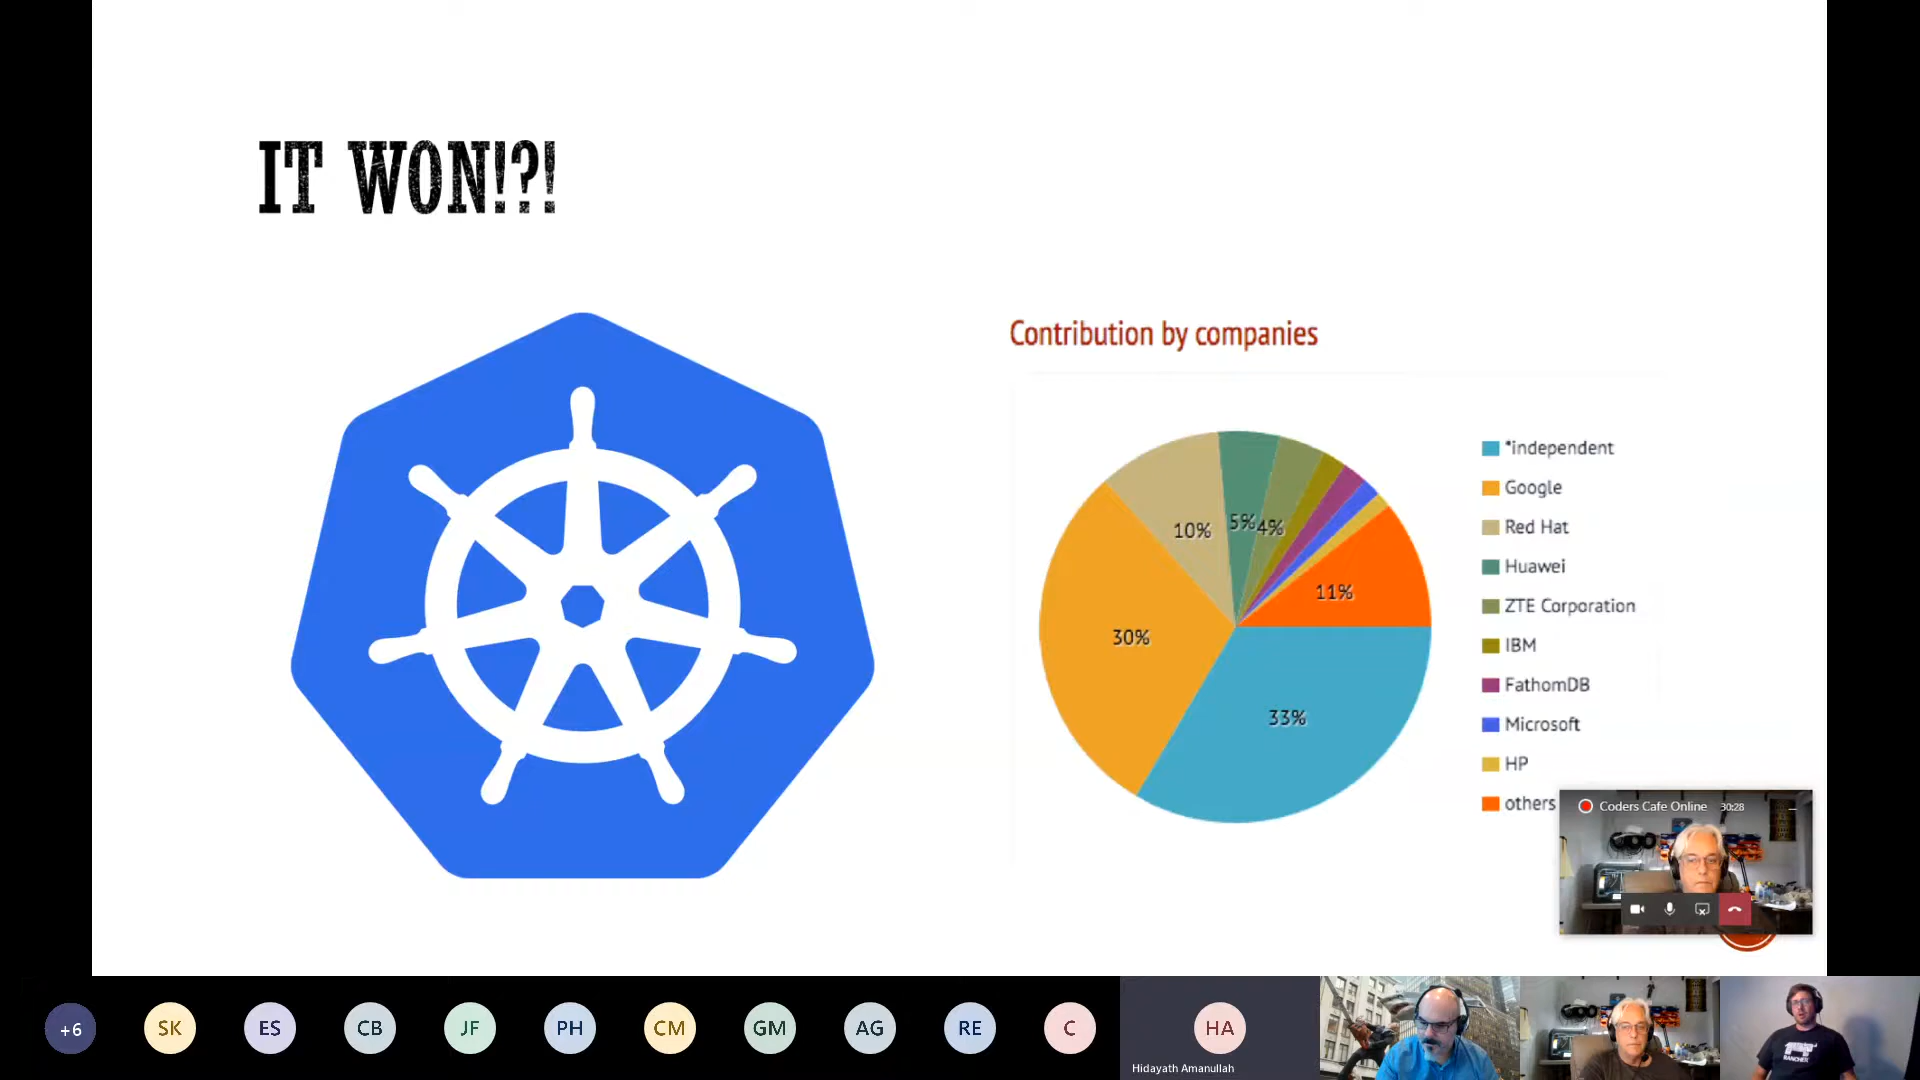 IT WON!?!
Contribution by companies
*independent
Google
Red Hat
Huawei
ZTE Corporation
IBM
FathomDB
Microsoft
HP
others
10%
5%
4%
11%
30%
33%
Coders Cafe Online 30:28
+6
SK
ES
CB
JF
PH
CM
GM
AG
RE
C
HA
Hidayath Amanullah
RANCHER